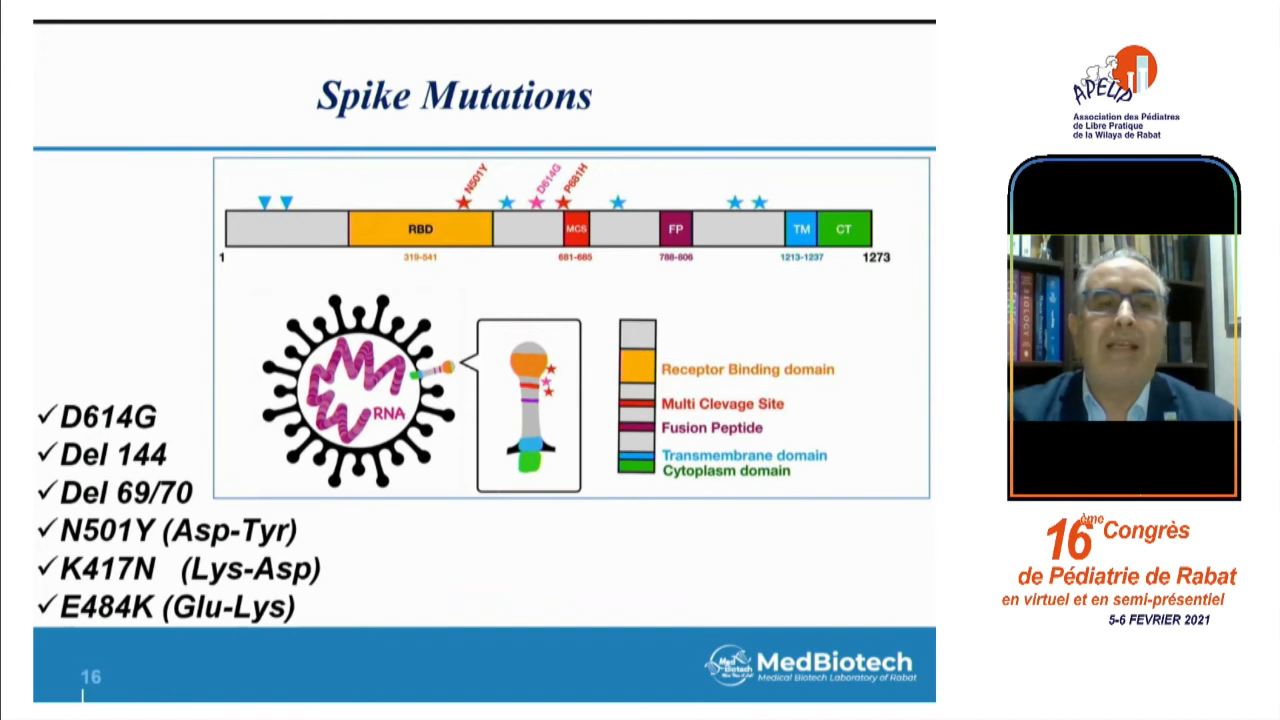 Spike Mutations
N501Y
D614G
P681H
RBD
MCS
FP
TM
CT
1
319-541
681-685
788-806
1213-1237
1273
RNA
Receptor Binding domain
Multi Clevage Site
Fusion Peptide
Transmembrane domain
Cytoplasm domain
✓D614G
✓Del 144
✓Del 69/70
✓N501Y (Asp-Tyr)
✓K417N (Lys-Asp)
✓E484K (Glu-Lys)
16
MedBiotech
Medical Biotech Laboratory of Rabat
APELIP
Association des Pédiatres
de Libre Pratique
de la Wilaya de Rabat
BIOLOGY
16ème Congrès
de Pédiatrie de Rabat
en virtuel et en semi-présentiel
5-6 FEVRIER 2021